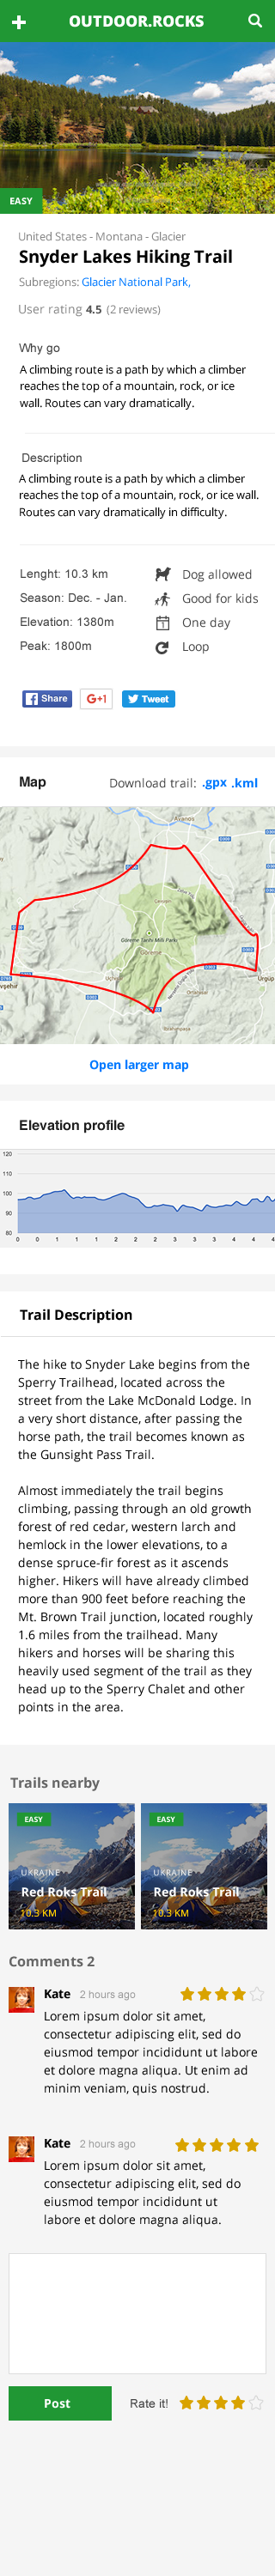 OUTDOOR.ROCKS
EASY
United States - Montana - Glacier
Snyder Lakes Hiking Trail
Subregions: Glacier National Park,
User rating 4.5 (2 reviews)
Why go
A climbing route is a path by which a climber
reaches the top of a mountain, rock, or ice
wall. Routes can vary dramatically.
Description
A climbing route is a path by which a climber
reaches the top of a mountain, rock, or ice wall.
Routes can vary dramatically in difficulty.
Lenght: 10.3 km
Dog allowed
Season: Dec. - Jan.
Good for kids
Elevation: 1380m
One day
Peak: 1800m
Loop
Share
G+1
Tweet
Map
Download trail: .gpx .kml
Avanos
Göreme Tarihi Milli Parkı
Göreme
Ürgüp
Ortahisar
Open larger map
Elevation profile
120
110
100
90
80
0 0 1 1 1 2 2 2 3 3 3 4 4 4
Trail Description
The hike to Snyder Lake begins from the
Sperry Trailhead, located across the
street from the Lake McDonald Lodge. In
a very short distance, after passing the
horse path, the trail becomes known as
the Gunsight Pass Trail.
Almost immediately the trail begins
climbing, passing through an old growth
forest of red cedar, western larch and
hemlock in the lower elevations, to a
dense spruce-fir forest as it ascends
higher. Hikers will have already climbed
more than 900 feet before reaching the
Mt. Brown Trail junction, located roughly
1.6 miles from the trailhead. Many
hikers and horses will be sharing this
heavily used segment of the trail as they
head up to the Sperry Chalet and other
points in the area.
Trails nearby
EASY
UKRAINE
Red Roks Trail
10.3 KM
EASY
UKRAINE
Red Roks Trail
10.3 KM
Comments 2
Kate 2 hours ago
Lorem ipsum dolor sit amet,
consectetur adipiscing elit, sed do
eiusmod tempor incididunt ut labore
et dolore magna aliqua. Ut enim ad
minim veniam, quis nostrud.
Kate 2 hours ago
Lorem ipsum dolor sit amet,
consectetur adipiscing elit, sed do
eiusmod tempor incididunt ut
labore et dolore magna aliqua.
Post
Rate it!